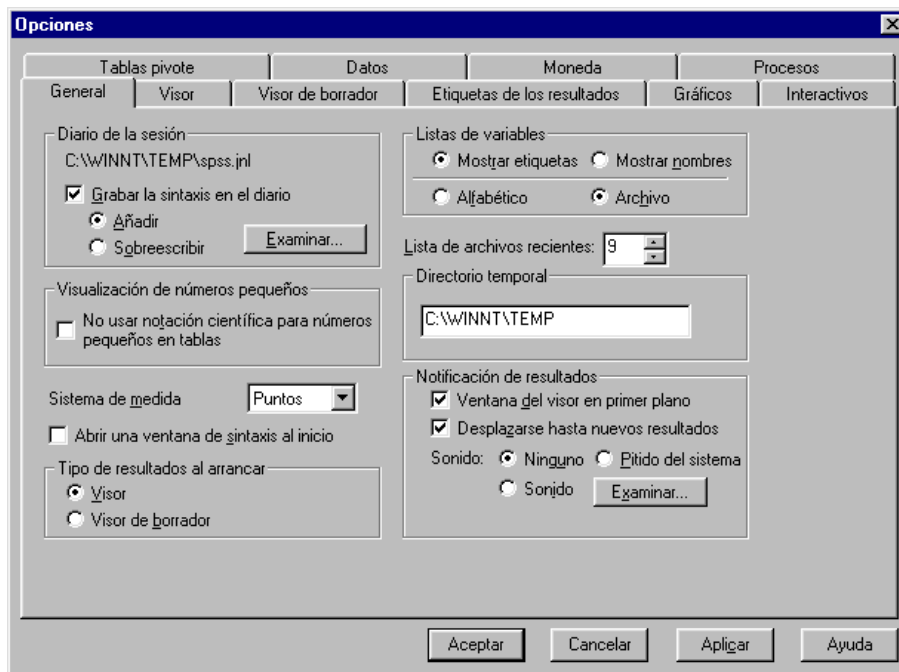 Opciones
Tablas pivote
Datos
Moneda
Procesos
General
Visor
Visor de borrador
Etiquetas de los resultados
Gráficos
Interactivos
Diario de la sesión
C:\WINNT\TEMP\spss.jnl
Grabar la sintaxis en el diario
Añadir
Sobreescribir
Examinar...
Visualización de números pequeños
No usar notación científica para números
pequeños en tablas
Sistema de medida
Puntos
Abrir una ventana de sintaxis al inicio
Tipo de resultados al arrancar
Visor
Visor de borrador
Listas de variables
Mostrar etiquetas
Mostrar nombres
Alfabético
Archivo
Lista de archivos recientes: 9
Directorio temporal
C:\WINNT\TEMP
Notificación de resultados
Ventana del visor en primer plano
Desplazarse hasta nuevos resultados
Sonido: Ninguno Pitido del sistema
Sonido Examinar...
Aceptar
Cancelar
Aplicar
Ayuda